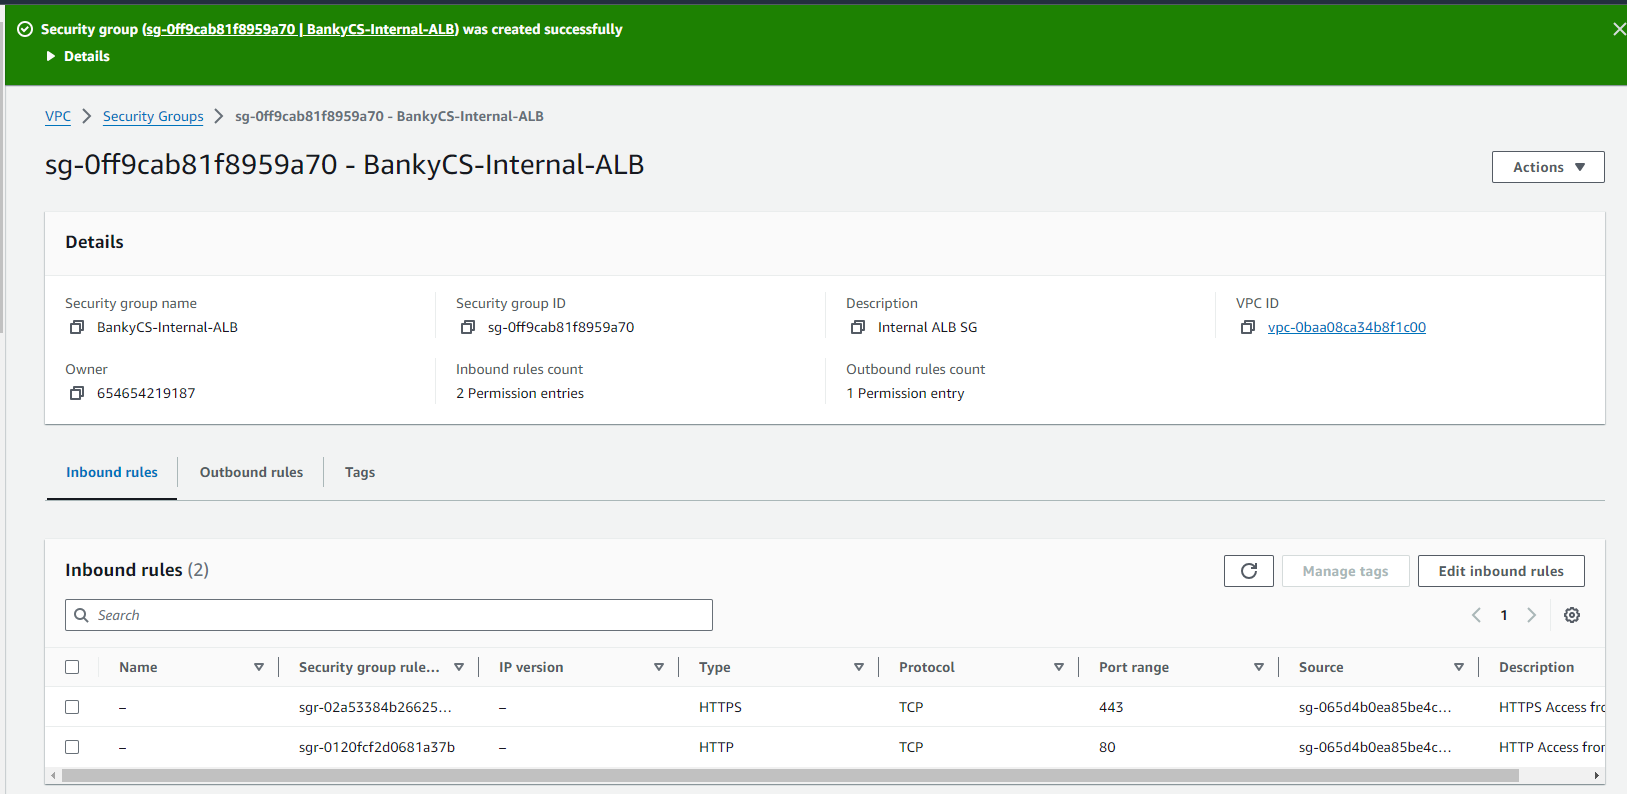 Security group (sg-0ff9cab81f8959a70 | BankyCS-Internal-ALB) was created successfully
Details
VPC > Security Groups > sg-0ff9cab81f8959a70 - BankyCS-Internal-ALB
sg-0ff9cab81f8959a70 - BankyCS-Internal-ALB
Actions
Details
Security group name Security group ID Description VPC ID
BankyCS-Internal-ALB sg-0ff9cab81f8959a70 Internal ALB SG vpc-0baa08ca34b8f1c00
Owner Inbound rules count Outbound rules count
654654219187 2 Permission entries 1 Permission entry
Inbound rules Outbound rules Tags
Inbound rules (2) Manage tags Edit inbound rules
Search 1
Name Security group rule... IP version Type Protocol Port range Source Description
– sgr-02a53384b26625... – HTTPS TCP 443 sg-065d4b0ea85be4c... HTTPS Access fro
– sgr-0120fcf2d0681a37b – HTTP TCP 80 sg-065d4b0ea85be4c... HTTP Access fror